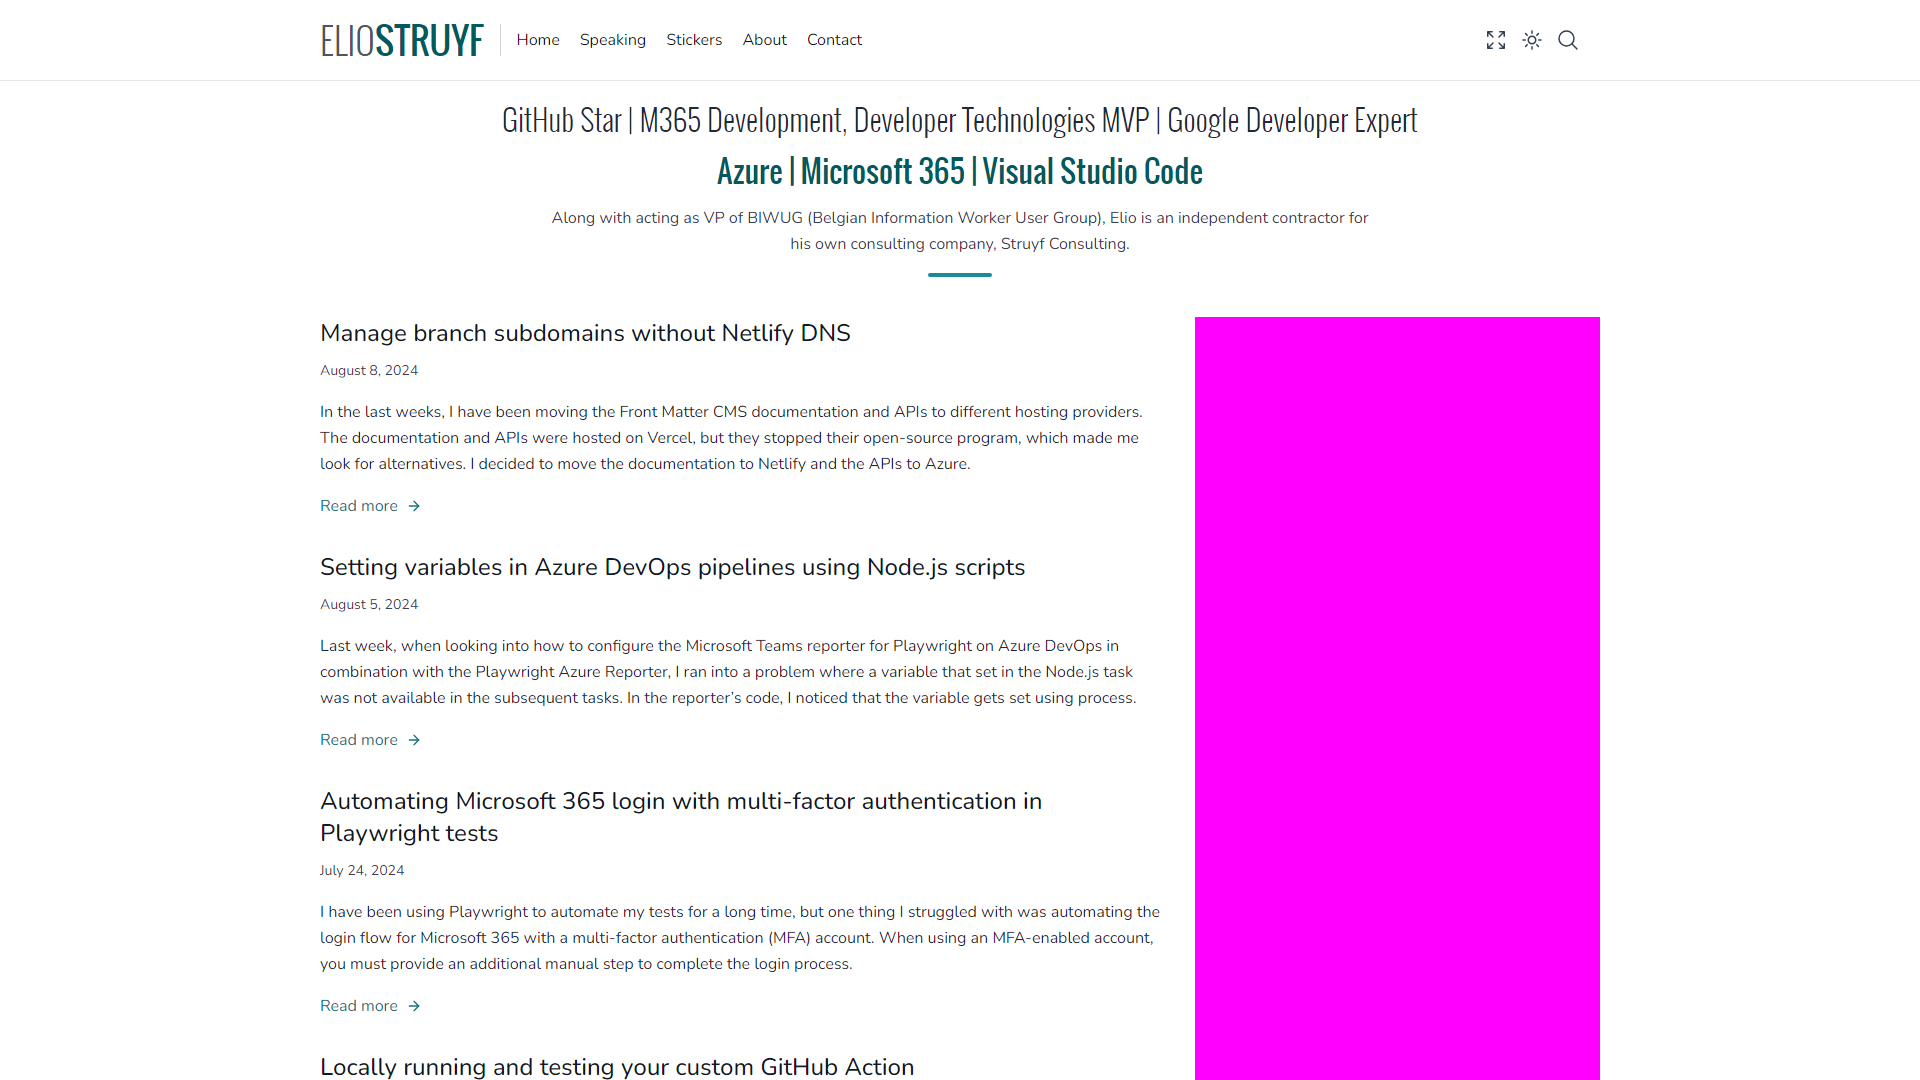 ELIOSTRUYF
Home Speaking Stickers About Contact
GitHub Star | M365 Development, Developer Technologies MVP | Google Developer Expert
Azure | Microsoft 365 | Visual Studio Code
Along with acting as VP of BIWUG (Belgian Information Worker User Group), Elio is an independent contractor for
his own consulting company, Struyf Consulting.
Manage branch subdomains without Netlify DNS
August 8, 2024
In the last weeks, I have been moving the Front Matter CMS documentation and APIs to different hosting providers.
The documentation and APIs were hosted on Vercel, but they stopped their open-source program, which made me
look for alternatives. I decided to move the documentation to Netlify and the APIs to Azure.
Read more
Setting variables in Azure DevOps pipelines using Node.js scripts
August 5, 2024
Last week, when looking into how to configure the Microsoft Teams reporter for Playwright on Azure DevOps in
combination with the Playwright Azure Reporter, I ran into a problem where a variable that set in the Node.js task
was not available in the subsequent tasks. In the reporter’s code, I noticed that the variable gets set using process.
Read more
Automating Microsoft 365 login with multi-factor authentication in
Playwright tests
July 24, 2024
I have been using Playwright to automate my tests for a long time, but one thing I struggled with was automating the
login flow for Microsoft 365 with a multi-factor authentication (MFA) account. When using an MFA-enabled account,
you must provide an additional manual step to complete the login process.
Read more
Locally running and testing your custom GitHub Action